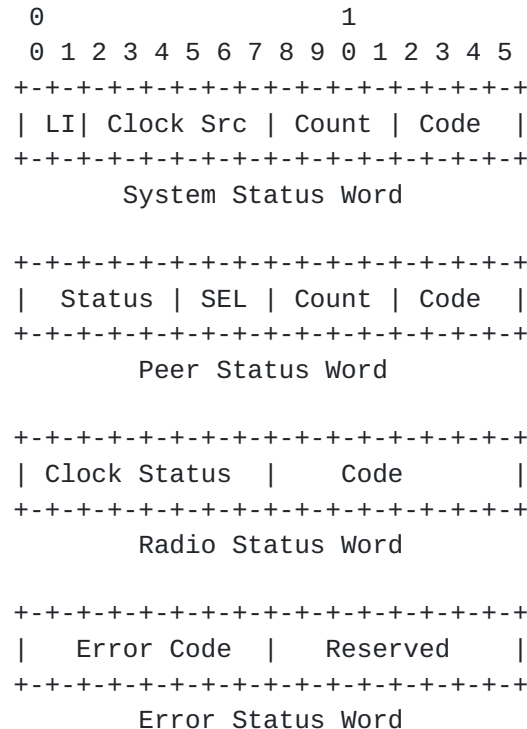 0                   1
0 1 2 3 4 5 6 7 8 9 0 1 2 3 4 5
+-+-+-+-+-+-+-+-+-+-+-+-+-+-+-+-+
| LI| Clock Src | Count | Code  |
+-+-+-+-+-+-+-+-+-+-+-+-+-+-+-+-+
System Status Word
+-+-+-+-+-+-+-+-+-+-+-+-+-+-+-+-+
|  Status | SEL | Count | Code  |
+-+-+-+-+-+-+-+-+-+-+-+-+-+-+-+-+
Peer Status Word
+-+-+-+-+-+-+-+-+-+-+-+-+-+-+-+-+
| Clock Status  |    Code       |
+-+-+-+-+-+-+-+-+-+-+-+-+-+-+-+-+
Radio Status Word
+-+-+-+-+-+-+-+-+-+-+-+-+-+-+-+-+
|   Error Code  |   Reserved    |
+-+-+-+-+-+-+-+-+-+-+-+-+-+-+-+-+
Error Status Word